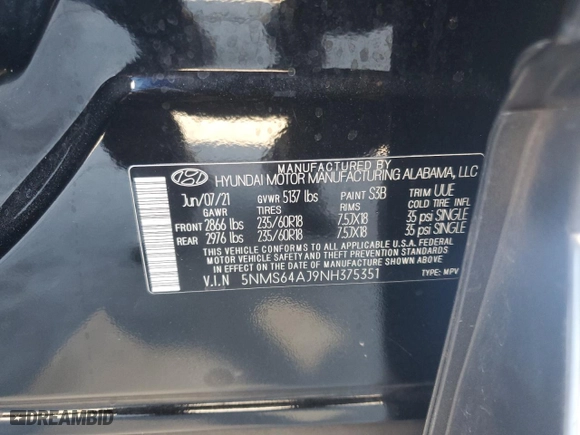 MANUFACTURED BY
HYUNDAI MOTOR MANUFACTURING ALABAMA, LLC
Jun/07/21 GVWR 5137 lbs PAINT S3B TRIM UUE
GAWR TIRES RIMS COLD TIRE INFL
FRONT 2866 lbs 235/60R18 7.5JX18 35 psi SINGLE
REAR 2976 lbs 235/60R18 7.5JX18 35 psi SINGLE
THIS VEHICLE CONFORMS TO ALL APPLICABLE U.S.A. FEDERAL
MOTOR VEHICLE SAFETY AND THEFT PREVENTION STANDARDS
IN EFFECT ON THE DATE OF MANUFACTURE SHOWN ABOVE.
V.I.N 5NMS64AJ9NH375351 TYPE: MPV
DREAMBID